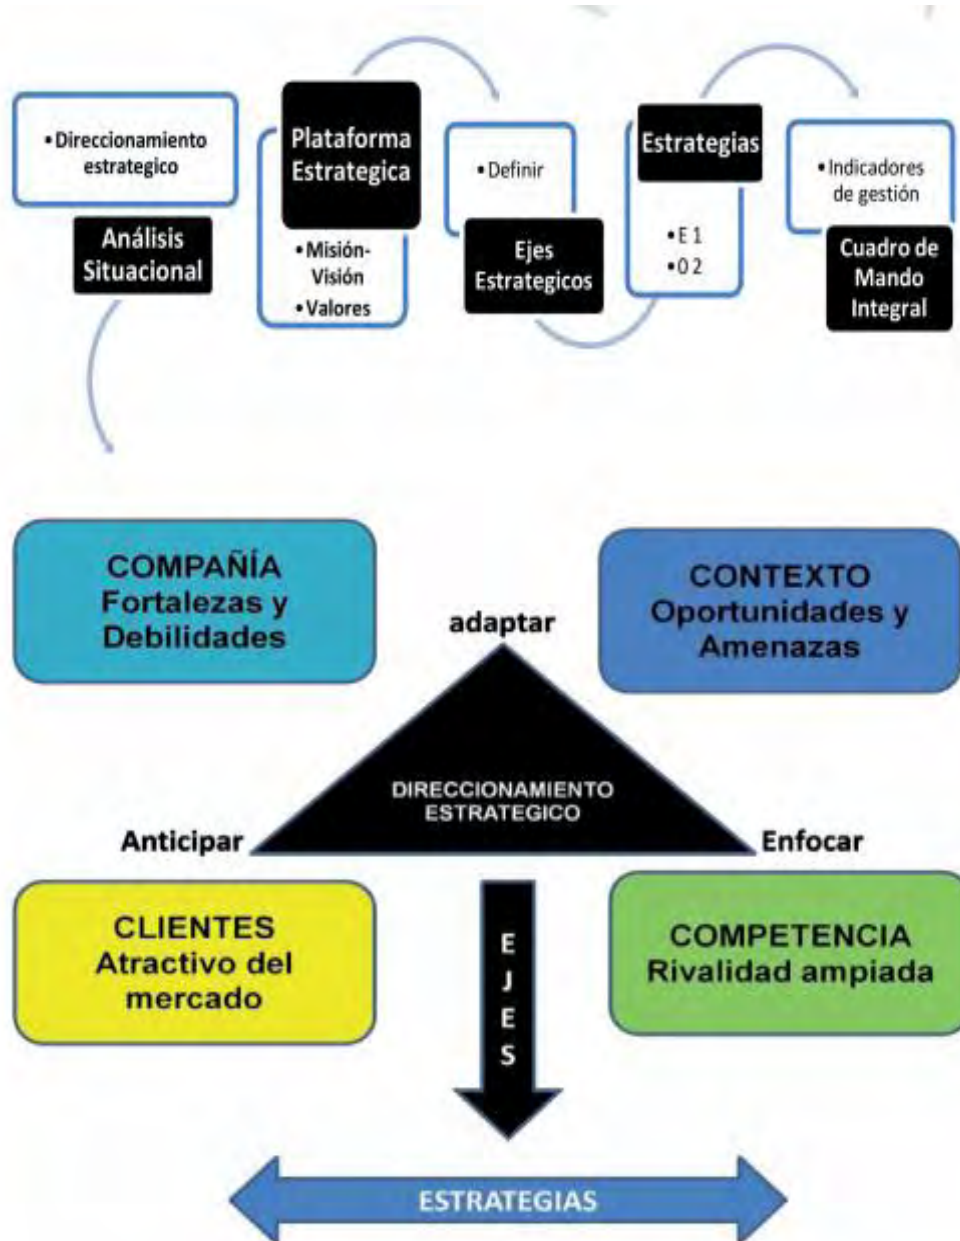 • Direccionamiento
estrategico
Análisis
Situacional
Plataforma
Estrategica
• Misión-
Visión
• Valores
• Definir
Ejes
Estrategicos
Estrategias
• E 1
• O 2
• Indicadores
de gestión
Cuadro de
Mando
Integral
COMPAÑÍA
Fortalezas y
Debilidades
CONTEXTO
Oportunidades y
Amenazas
adaptar
DIRECCIONAMIENTO
ESTRATEGICO
Anticipar
Enfocar
CLIENTES
Atractivo del
mercado
COMPETENCIA
Rivalidad ampiada
E
J
E
S
ESTRATEGIAS